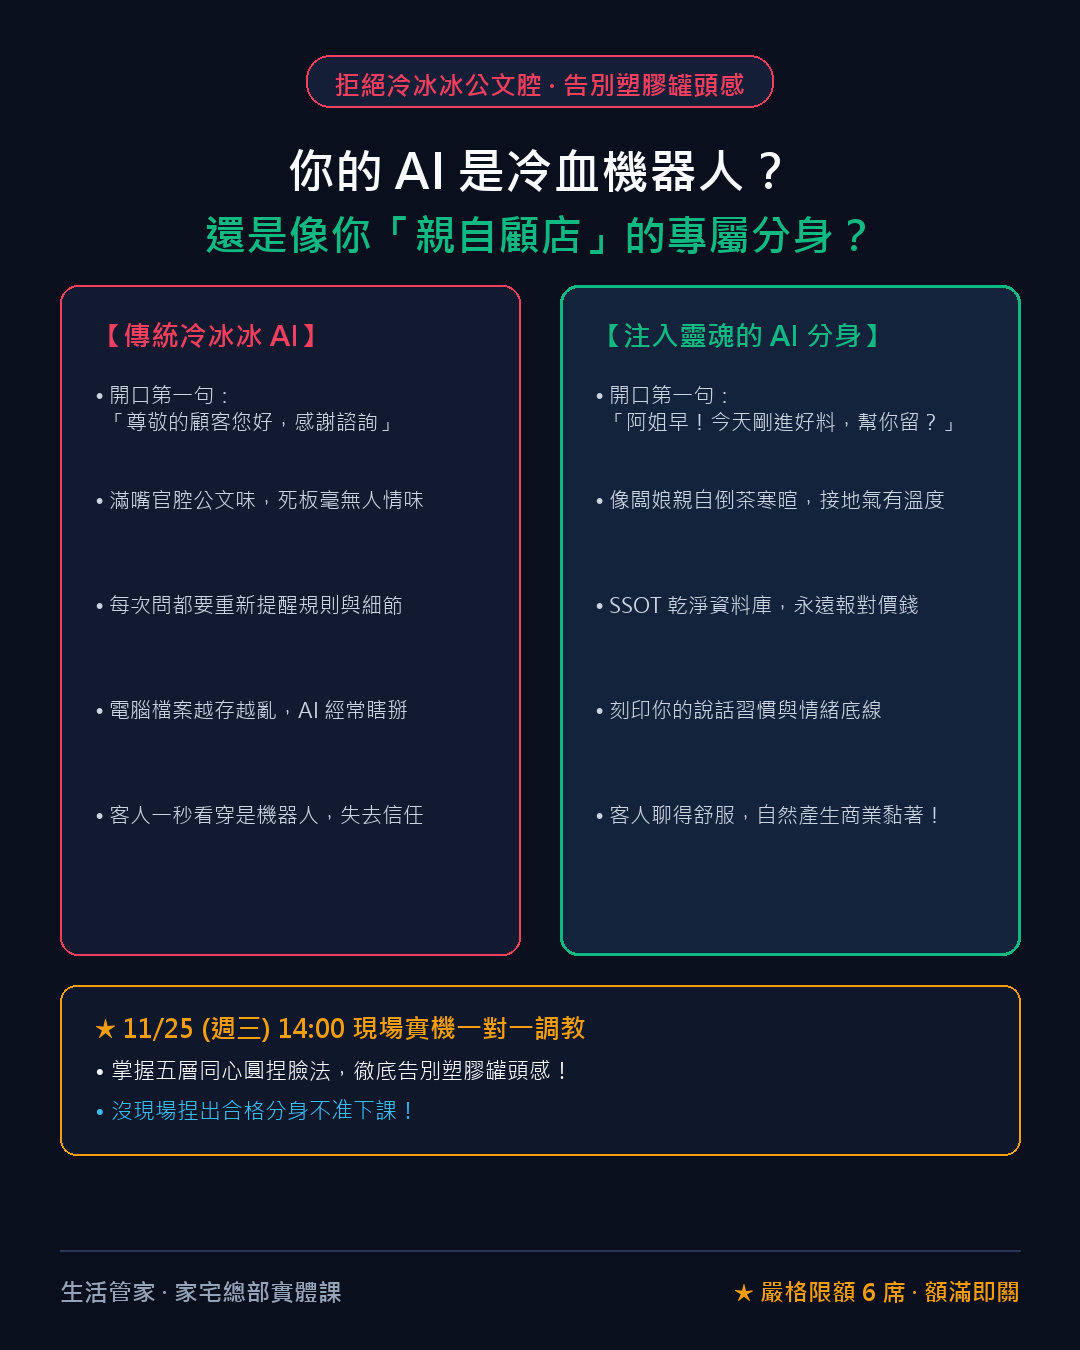 拒絕冷冰冰公文腔 · 告別塑膠罐頭感
你的 AI 是冷血機器人？
還是像你「親自顧店」的專屬分身？
【傳統冷冰冰 AI】
• 開口第一句：
「尊敬的顧客您好，感謝諮詢」
• 滿嘴官腔公文味，死板毫無人情味
• 每次問都要重新提醒規則與細節
• 電腦檔案越存越亂，AI 經常瞎掰
• 客人一秒看穿是機器人，失去信任
【注入靈魂的 AI 分身】
• 開口第一句：
「阿姐早！今天剛進好料，幫你留？」
• 像闆娘親自倒茶寒暄，接地氣有溫度
• SSOT 乾淨資料庫，永遠報對價錢
• 刻印你的說話習慣與情緒底線
• 客人聊得舒服，自然產生商業黏著！
★ 11/25 (週三) 14:00 現場實機一對一調教
• 掌握五層同心圓捏臉法，徹底告別塑膠罐頭感！
• 沒現場捏出合格分身不准下課！
生活管家 · 家宅總部實體課
★ 嚴格限額 6 席 · 額滿即關